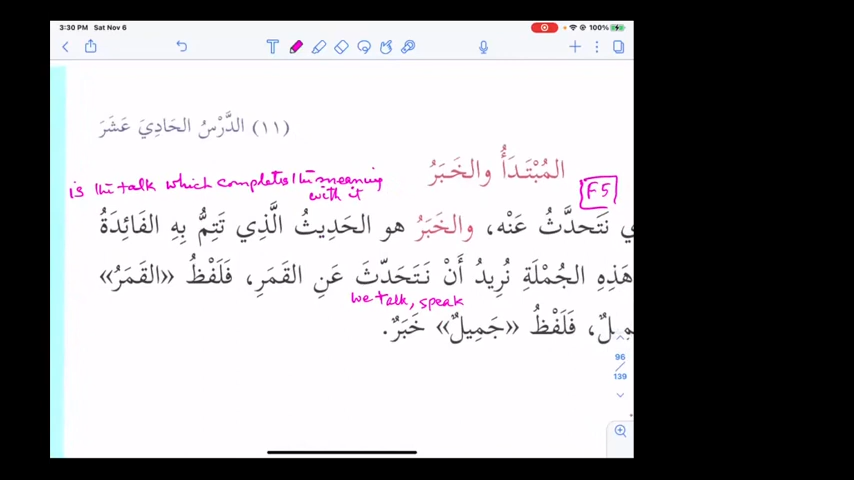 3:30 PM Sat Nov 6
100%
(١١) الدَّرْسُ الحَادِيَ عَشَرَ
المُبْتَدَأُ والخَبَرُ
F5
is the talk which completes the meaning
with it
ي نَتَحدَّثُ عَنْه، والخَبَرُ هو الحَدِيثُ الَّذِي تَتِمُّ بِهِ الفَائِدَةُ
هَذِهِ الجُمْلَةِ نُرِيدُ أَنْ نَتَحَدّثَ عَنِ القَمَرِ، فَلَفْظُ «القَمَرُ»
we talk, speak
مِيلٌ، فَلَفْظُ «جَمِيلٌ» خَبَرٌ.
96
139